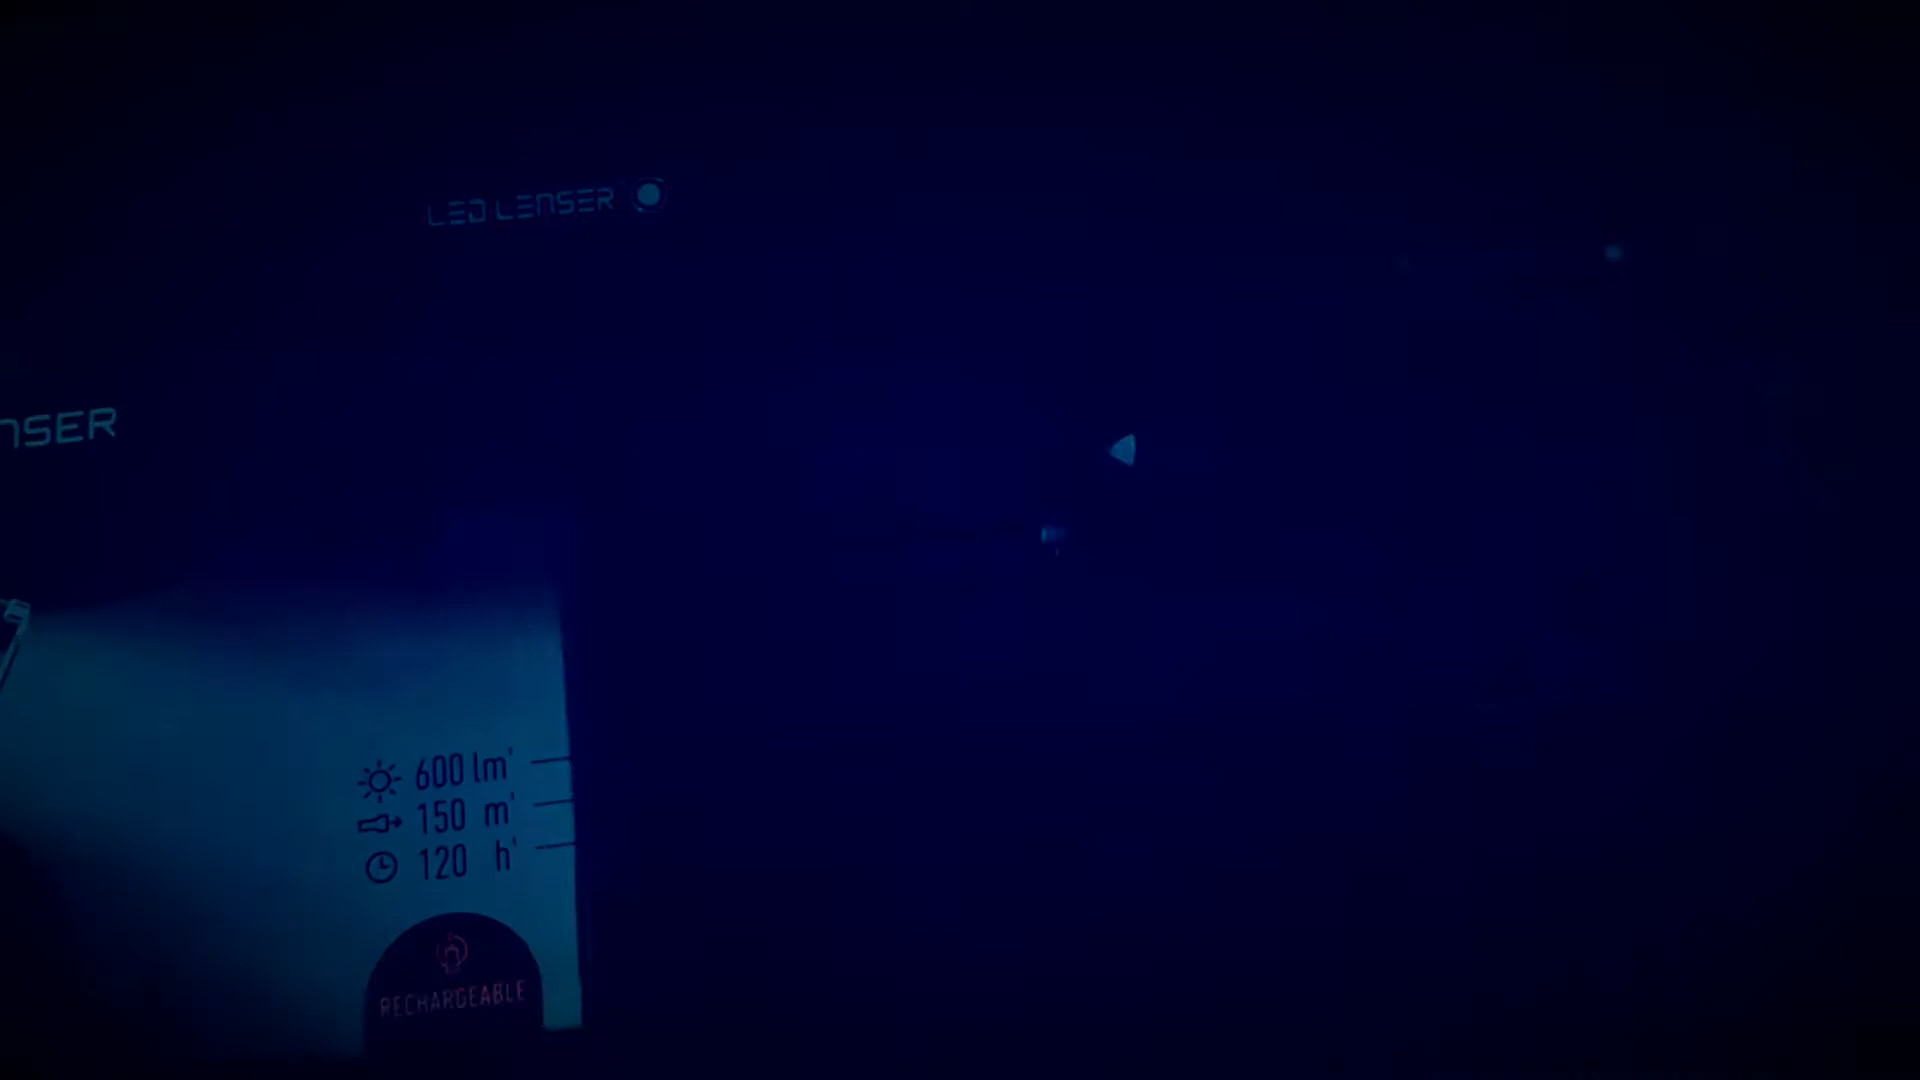 LED LENSER
NSER
600 lm'
150 m'
120 h'
RECHARGEABLE